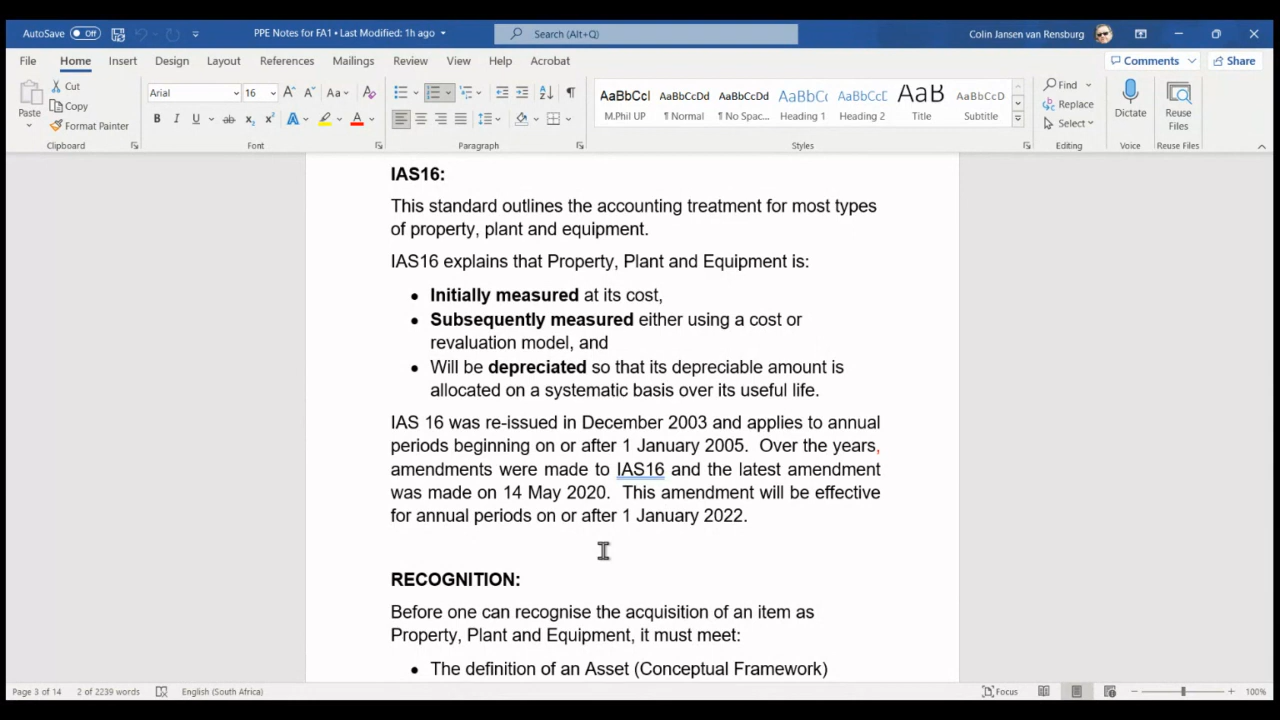 AutoSave Off PPE Notes for FA1 • Last Modified: 1h ago Search (Alt+Q) Colin Jansen van Rensburg
File Home Insert Design Layout References Mailings Review View Help Acrobat Comments Share
Paste Cut Copy Format Painter
Clipboard
Arial 16 Aa
B I U ab x₂ x² A A
Font
Paragraph
AaBbCcI AaBbCcDd AaBbCcDd AaBbCc AaBbCcD AaB AaBbCcD
M.Phil UP ¶ Normal ¶ No Spac... Heading 1 Heading 2 Title Subtitle
Styles
Find
Replace
Select
Editing
Dictate
Voice
Reuse Files
Reuse Files
IAS16:
This standard outlines the accounting treatment for most types
of property, plant and equipment.
IAS16 explains that Property, Plant and Equipment is:
• Initially measured at its cost,
• Subsequently measured either using a cost or
revaluation model, and
• Will be depreciated so that its depreciable amount is
allocated on a systematic basis over its useful life.
IAS 16 was re-issued in December 2003 and applies to annual
periods beginning on or after 1 January 2005. Over the years,
amendments were made to IAS16 and the latest amendment
was made on 14 May 2020. This amendment will be effective
for annual periods on or after 1 January 2022.
RECOGNITION:
Before one can recognise the acquisition of an item as
Property, Plant and Equipment, it must meet:
• The definition of an Asset (Conceptual Framework)
Page 3 of 14 2 of 2239 words English (South Africa) Focus 100%